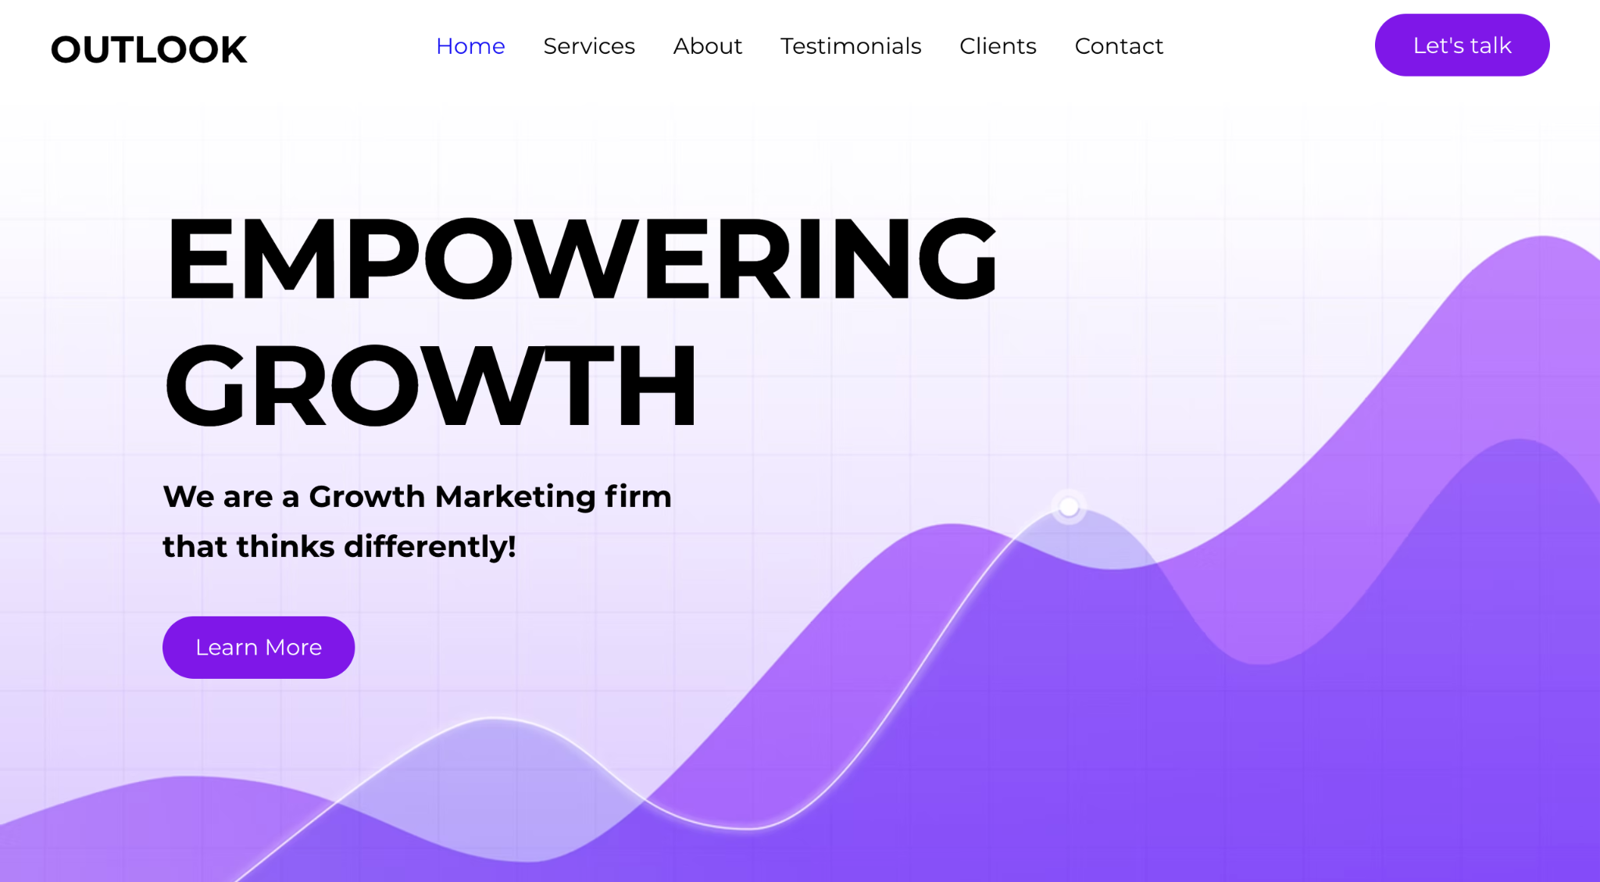 OUTLOOK
Home Services About Testimonials Clients Contact
Let's talk
EMPOWERING
GROWTH
We are a Growth Marketing firm
that thinks differently!
Learn More